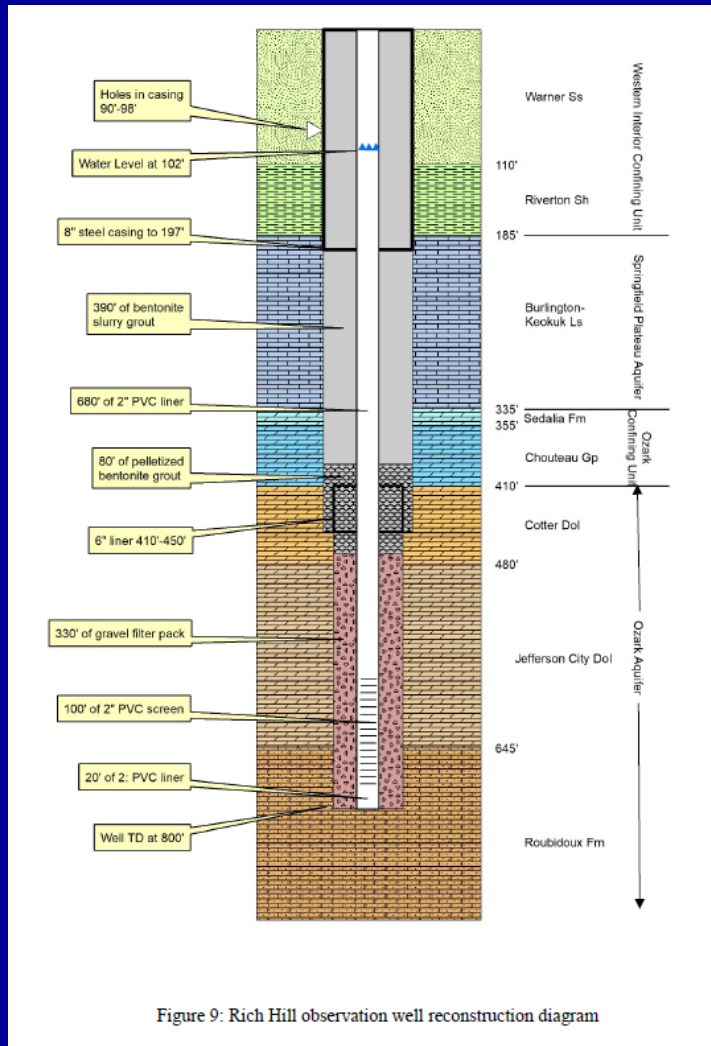 Holes in casing
90'-98'
Water Level at 102'
8" steel casing to 197'
390' of bentonite
slurry grout
680' of 2" PVC liner
80' of pelletized
bentonite grout
6" liner 410'-450'
330' of gravel filter pack
100' of 2" PVC screen
20' of 2: PVC liner
Well TD at 800'
Warner Ss
110'
Riverton Sh
185'
Burlington-
Keokuk Ls
335'
Sedalia Fm
355'
Chouteau Gp
410'
Cotter Dol
480'
Jefferson City Dol
645'
Roubidoux Fm
Western Interior Confining Unit
Springfield Plateau Aquifer
Ozark
Confining Unit
Ozark Aquifer
Figure 9: Rich Hill observation well reconstruction diagram